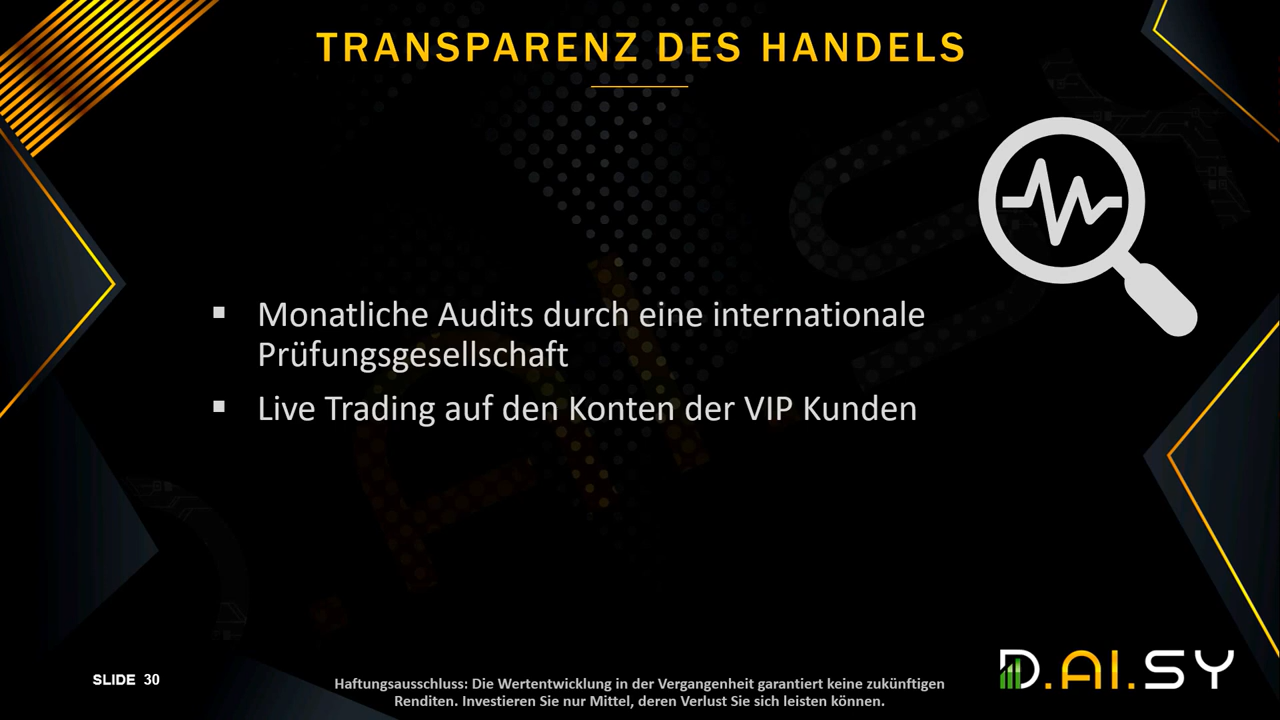 TRANSPARENZ DES HANDELS
▪ Monatliche Audits durch eine internationale
Prüfungsgesellschaft
▪ Live Trading auf den Konten der VIP Kunden
SLIDE 30
Haftungsausschluss: Die Wertentwicklung in der Vergangenheit garantiert keine zukünftigen
Renditen. Investieren Sie nur Mittel, deren Verlust Sie sich leisten können.
D.AI.SY